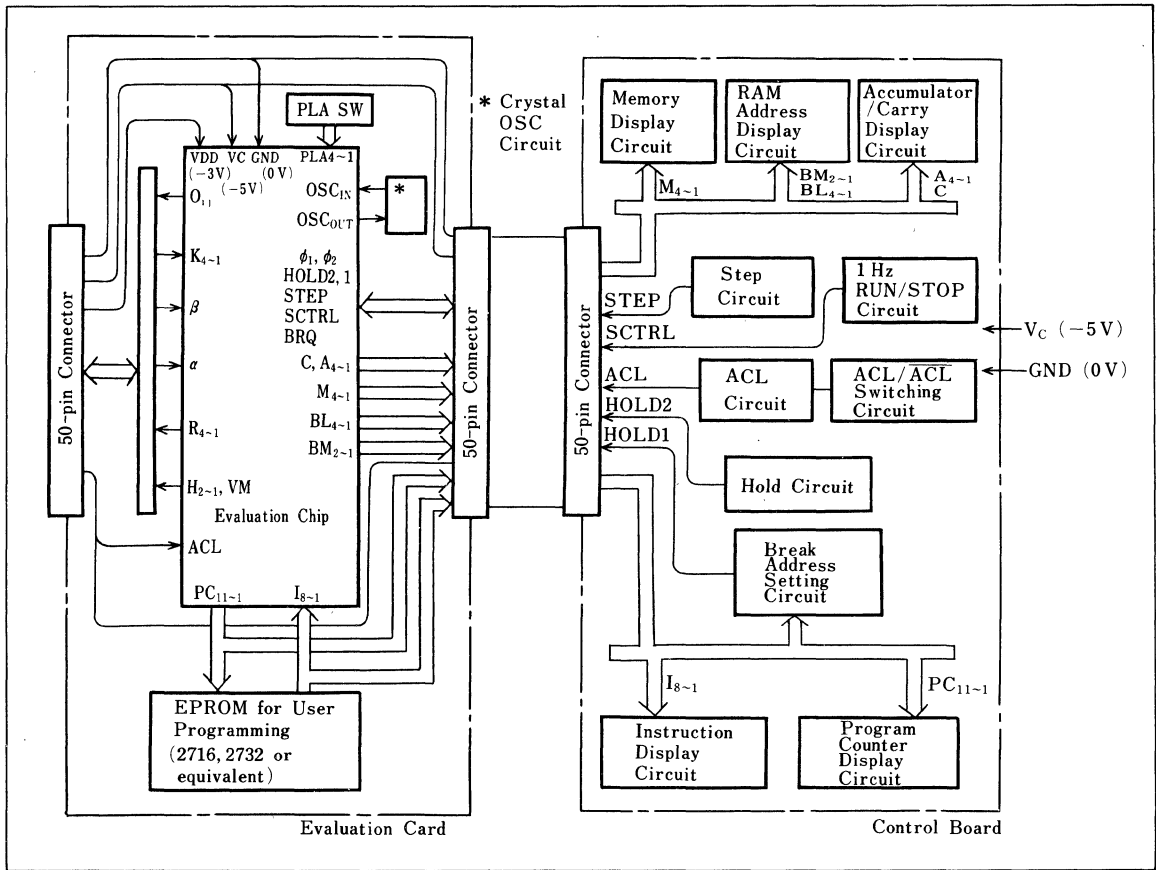 PLA SW
* Crystal
OSC
Circuit
VDD VC GND PLA4~1
(−3V) (0V)
(−5V)
O₁ⱼ
OSC_IN
*
OSC_OUT
K₄~₁
ϕ₁, ϕ₂
HOLD2, 1
STEP
β
SCTRL
BRQ
α
C, A₄~₁
M₄~₁
R₄~₁
BL₄~₁
BM₂~₁
H₂~₁, VM
Evaluation Chip
ACL
PC₁₁~₁
I₈~₁
50-pin Connector
50-pin Connector
EPROM for User
Programming
(2716, 2732 or
equivalent)
Evaluation Card
50-pin Connector
Memory
Display
Circuit
RAM
Address
Display
Circuit
Accumulator
/Carry
Display
Circuit
M₄~₁
BM₂~₁
BL₄~₁
A₄~₁
C
Step
Circuit
1 Hz
RUN/STOP
Circuit
STEP
SCTRL
V_C (−5V)
GND (0V)
ACL
ACL
Circuit
ACL/A̅C̅L̅
Switching
Circuit
HOLD2
HOLD1
Hold Circuit
Break
Address
Setting
Circuit
I₈~₁
PC₁₁~₁
Instruction
Display
Circuit
Program
Counter
Display
Circuit
Control Board